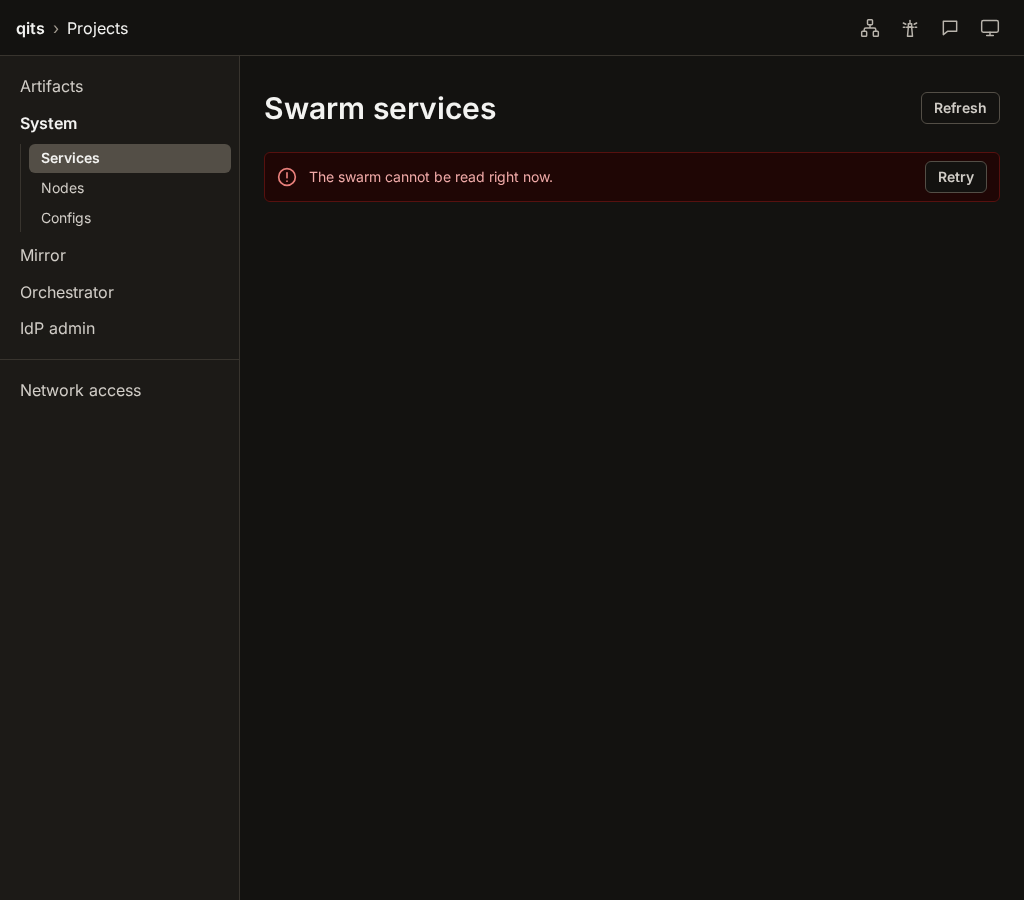 qits › Projects
Artifacts
System
Services
Nodes
Configs
Mirror
Orchestrator
IdP admin
Network access
Swarm services
Refresh
The swarm cannot be read right now.
Retry